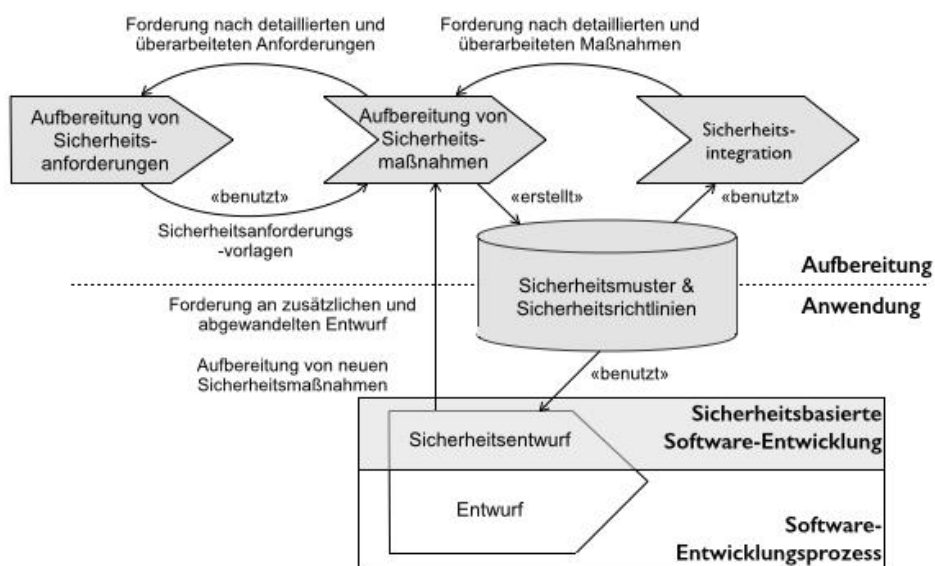 Forderung nach detaillierten und
überarbeiteten Anforderungen
Forderung nach detaillierten und
überarbeiteten Maßnahmen
Aufbereitung von
Sicherheits-
anforderungen
Aufbereitung von
Sicherheits-
maßnahmen
Sicherheits-
integration
«benutzt»
Sicherheitsanforderungs
-vorlagen
«erstellt»
«benutzt»
Sicherheitsmuster &
Sicherheitsrichtlinien
Aufbereitung
Anwendung
Forderung an zusätzlichen und
abgewandelten Entwurf
Aufbereitung von neuen
Sicherheitsmaßnahmen
«benutzt»
Sicherheitsentwurf
Sicherheitsbasierte
Software-Entwicklung
Entwurf
Software-
Entwicklungsprozess